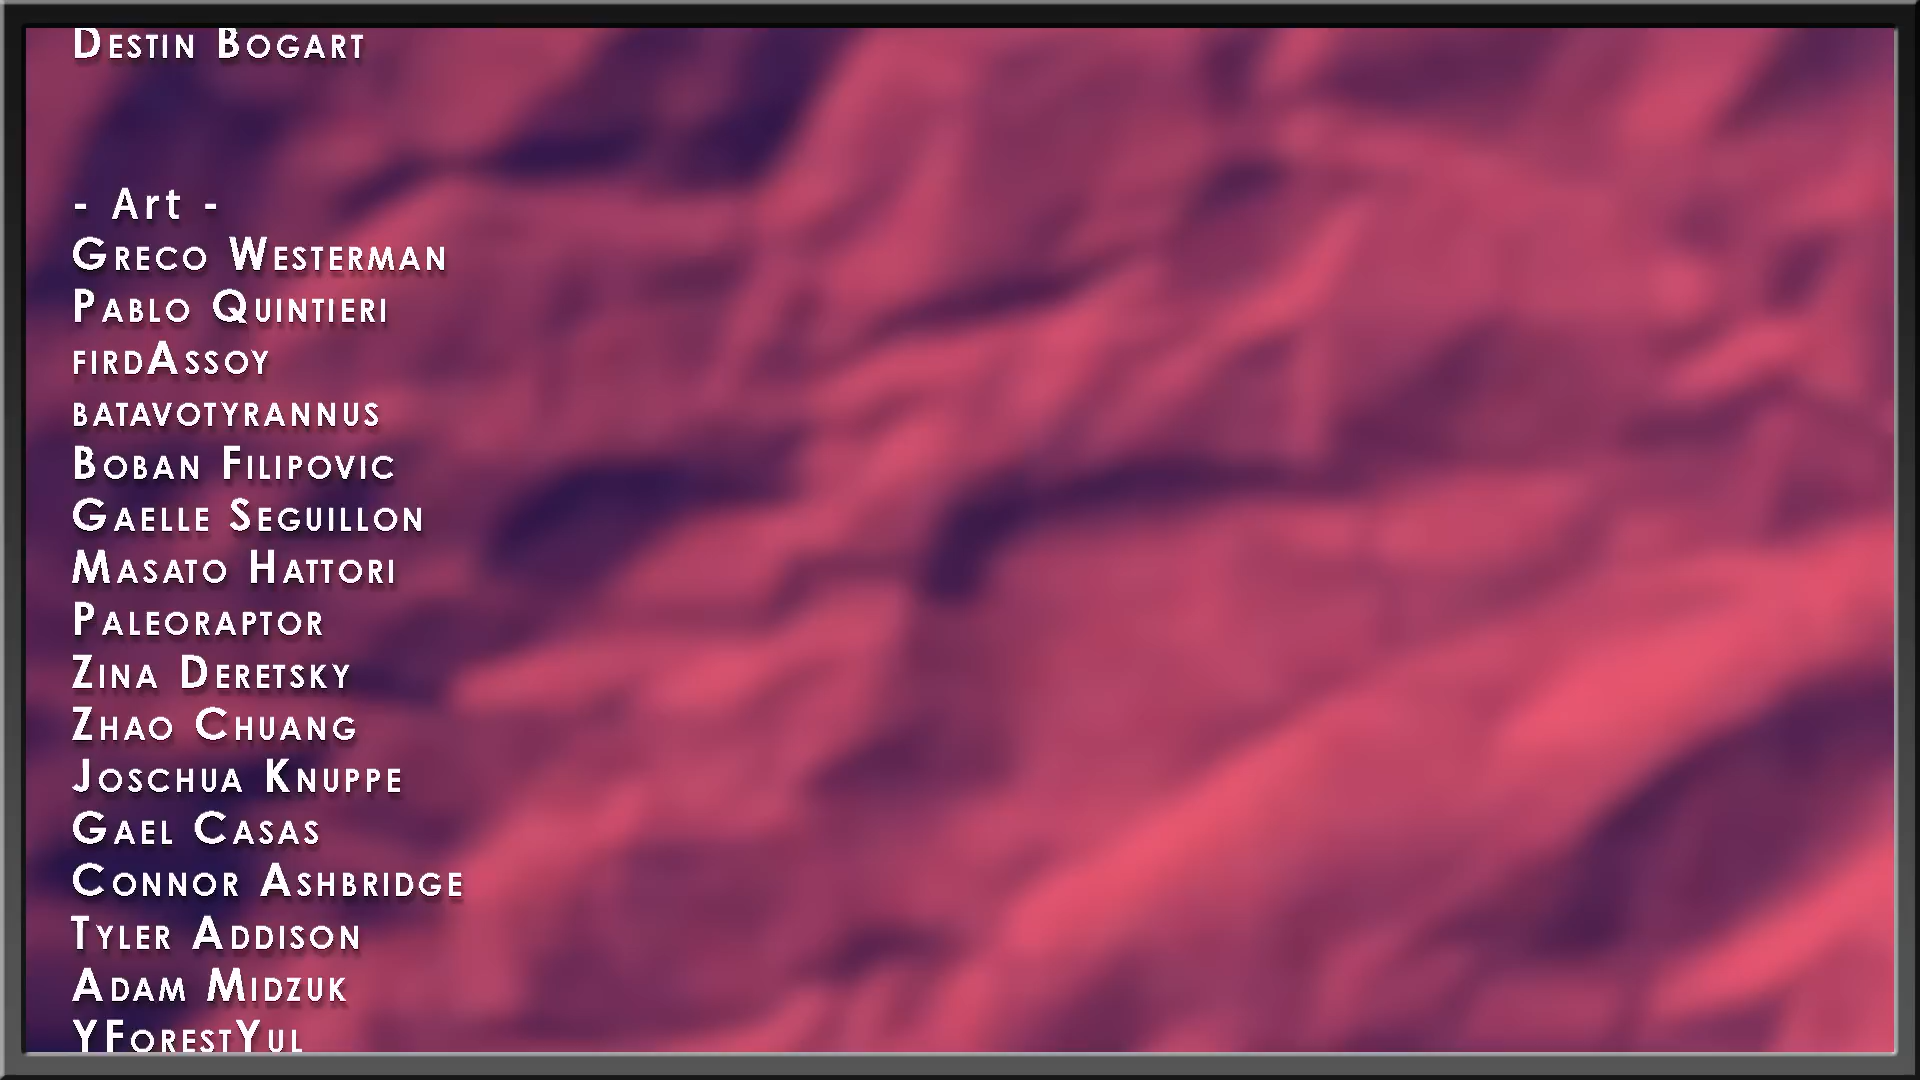 Destin Bogart
- Art -
Greco Westerman
Pablo Quintieri
firdAssoy
batavotyrannus
Boban Filipovic
Gaelle Seguillon
Masato Hattori
Paleoraptor
Zina Deretsky
Zhao Chuang
Joschua Knuppe
Gael Casas
Connor Ashbridge
Tyler Addison
Adam Midzuk
YForestYul